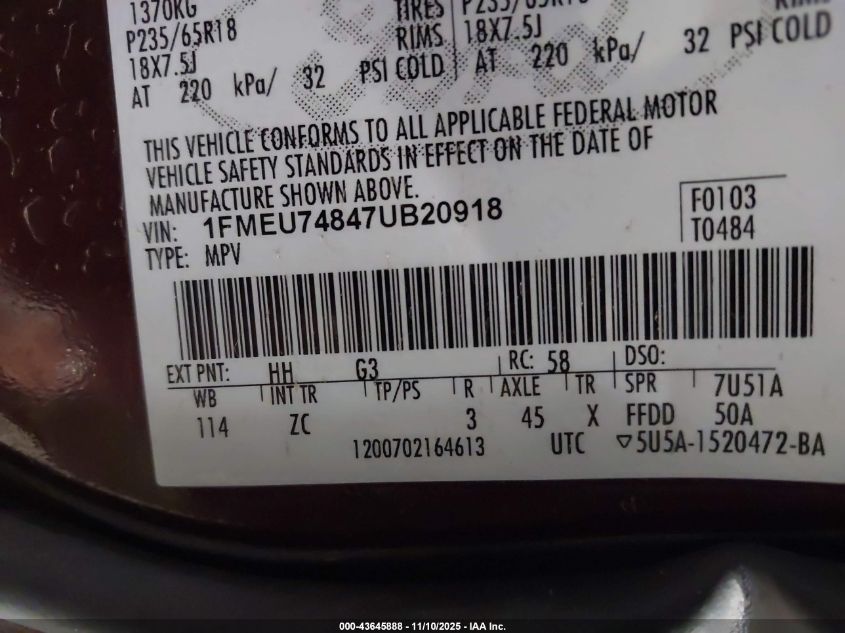 1370KG TIRES P235/65R18 RIMS
P235/65R18 RIMS 18X7.5J
18X7.5J AT 220 kPa/ 32 PSI COLD
AT 220 kPa/ 32 PSI COLD
THIS VEHICLE CONFORMS TO ALL APPLICABLE FEDERAL MOTOR
VEHICLE SAFETY STANDARDS IN EFFECT ON THE DATE OF
MANUFACTURE SHOWN ABOVE.
VIN: 1FMEU74847UB20918 F0103
TYPE: MPV T0484
EXT PNT: HH G3 RC: 58 DSO:
WB INT TR TP/PS R AXLE TR SPR 7U51A
114 ZC 3 45 X FFDD 50A
1200702164613 UTC ▽5U5A-1520472-BA
000-43645888 - 11/10/2025 - IAA Inc.